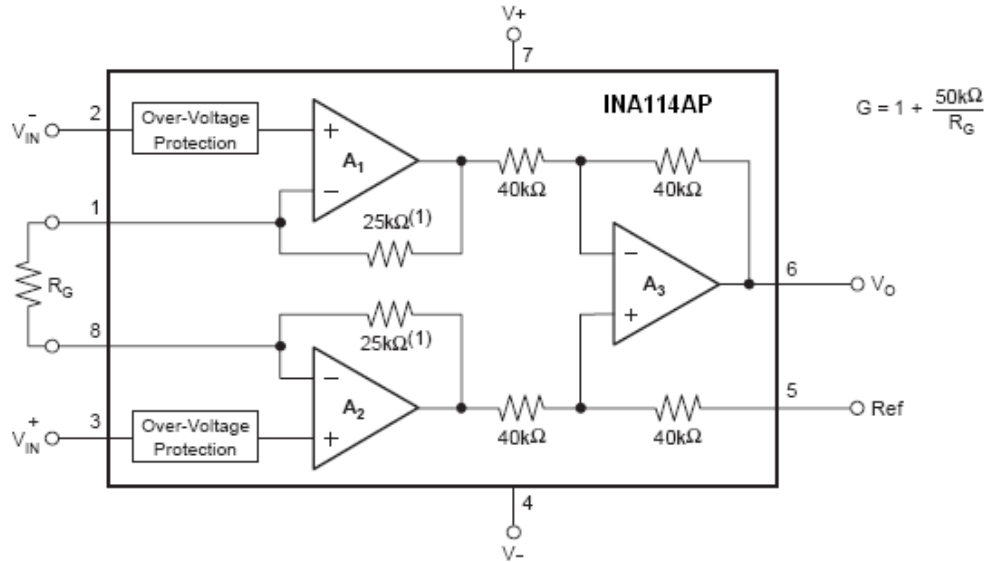 V+
7
INA114AP
G = 1 + 50kΩ / R_G
2
V_IN^-
Over-Voltage
Protection
+
A₁
−
40kΩ
40kΩ
1
25kΩ(1)
R_G
−
A₃
+
6
V_O
8
25kΩ(1)
−
A₂
+
5
Ref
40kΩ
40kΩ
3
V_IN^+
Over-Voltage
Protection
4
V−